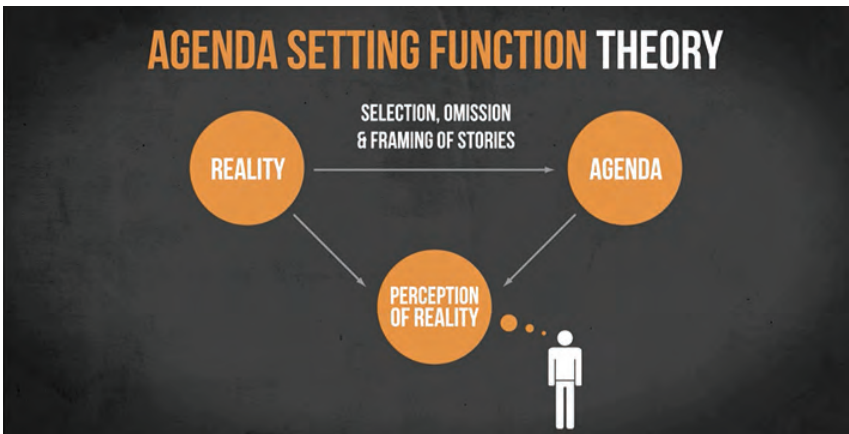 AGENDA SETTING FUNCTION THEORY
SELECTION, OMISSION
& FRAMING OF STORIES
REALITY
AGENDA
PERCEPTION
OF REALITY